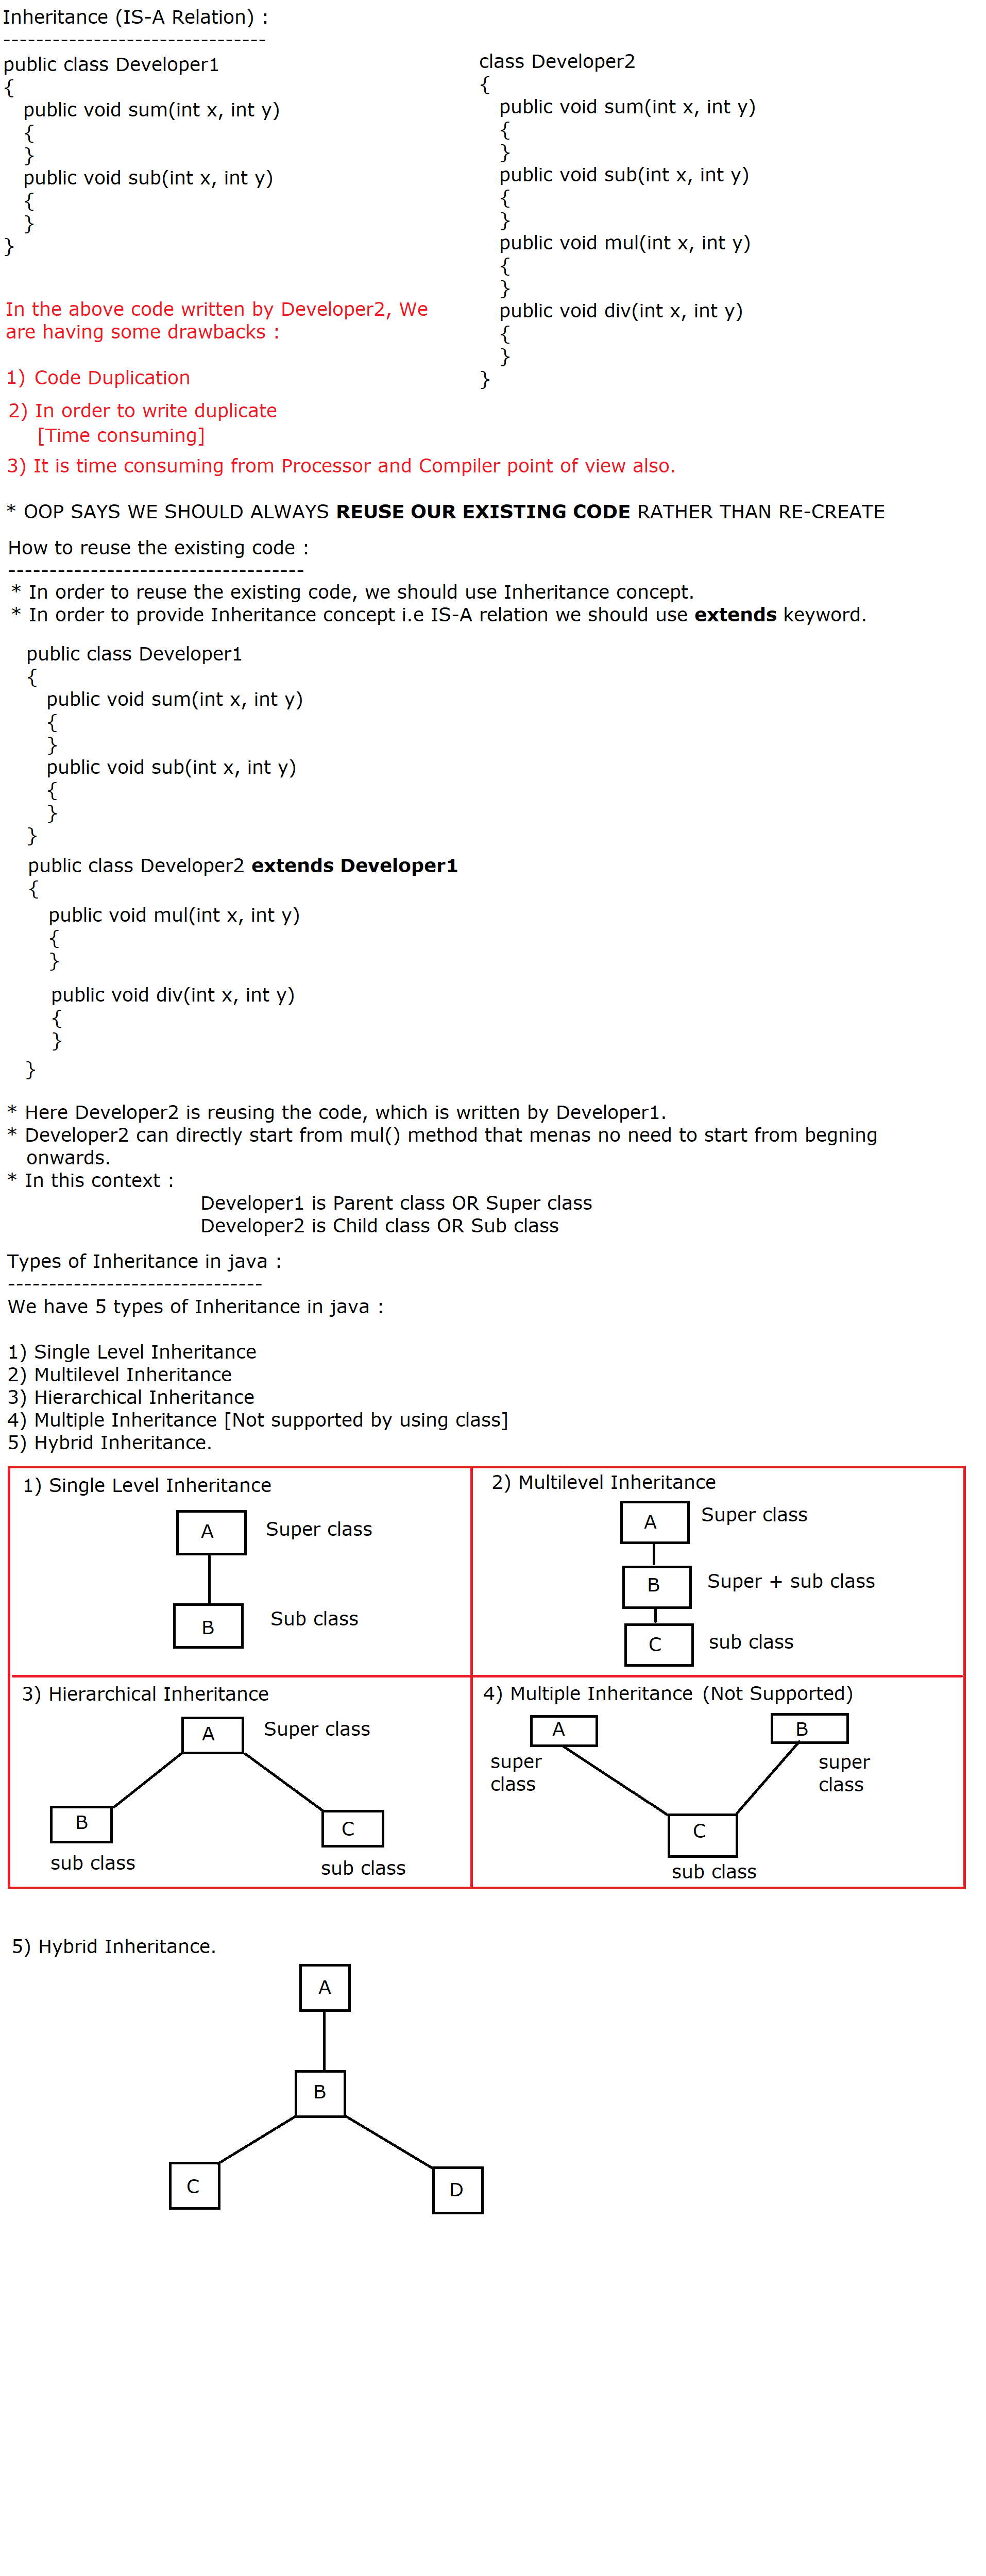 Inheritance (IS-A Relation) :
--------------------------------
public class Developer1
{
public void sum(int x, int y)
{
}
public void sub(int x, int y)
{
}
}
class Developer2
{
public void sum(int x, int y)
{
}
public void sub(int x, int y)
{
}
public void mul(int x, int y)
{
}
public void div(int x, int y)
{
}
}
In the above code written by Developer2, We
are having some drawbacks :
1) Code Duplication
2) In order to write duplicate
[Time consuming]
3) It is time consuming from Processor and Compiler point of view also.
* OOP SAYS WE SHOULD ALWAYS REUSE OUR EXISTING CODE RATHER THAN RE-CREATE
How to reuse the existing code :
------------------------------------
* In order to reuse the existing code, we should use Inheritance concept.
* In order to provide Inheritance concept i.e IS-A relation we should use extends keyword.
public class Developer1
{
public void sum(int x, int y)
{
}
public void sub(int x, int y)
{
}
}
public class Developer2 extends Developer1
{
public void mul(int x, int y)
{
}
public void div(int x, int y)
{
}
}
* Here Developer2 is reusing the code, which is written by Developer1.
* Developer2 can directly start from mul() method that menas no need to start from begning
onwards.
* In this context :
Developer1 is Parent class OR Super class
Developer2 is Child class OR Sub class
Types of Inheritance in java :
-------------------------------
We have 5 types of Inheritance in java :
1) Single Level Inheritance
2) Multilevel Inheritance
3) Hierarchical Inheritance
4) Multiple Inheritance [Not supported by using class]
5) Hybrid Inheritance.
1) Single Level Inheritance
A
Super class
B
Sub class
2) Multilevel Inheritance
A
Super class
B
Super + sub class
C
sub class
3) Hierarchical Inheritance
A
Super class
B
C
sub class
sub class
4) Multiple Inheritance (Not Supported)
A
B
super
class
super
class
C
sub class
5) Hybrid Inheritance.
A
B
C
D